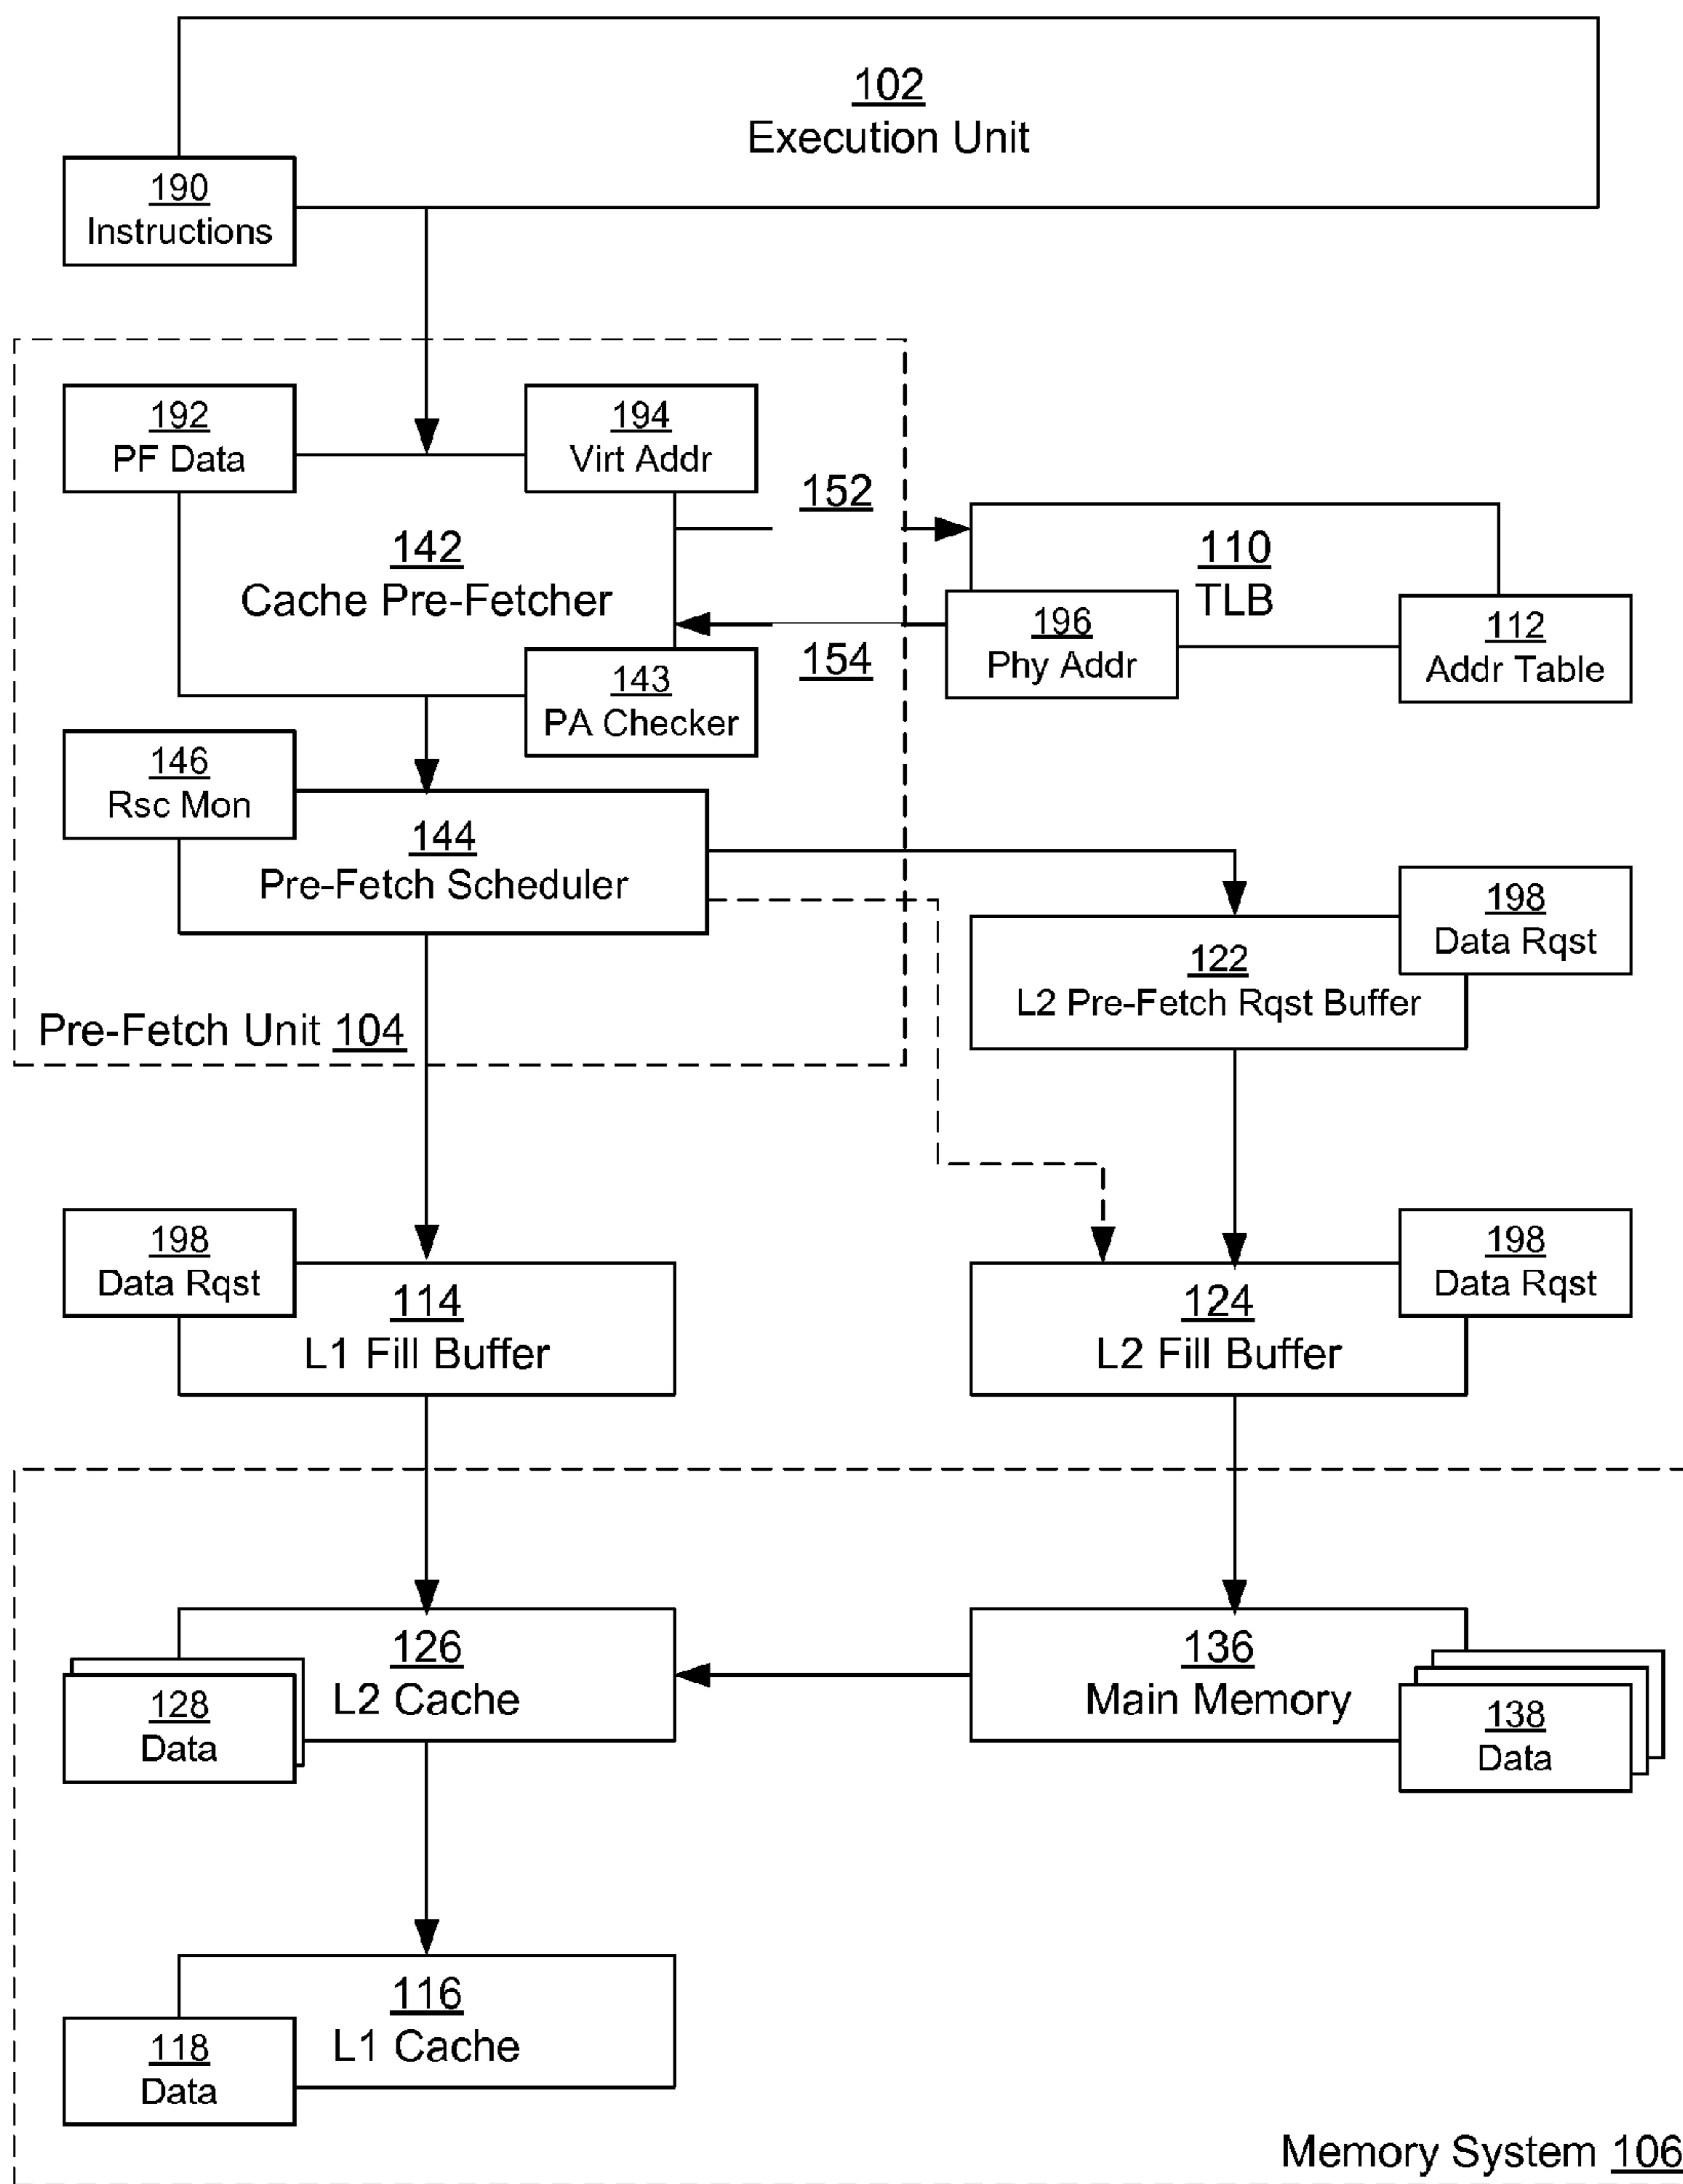 102
Execution Unit
190
Instructions
192
PF Data
194
Virt Addr
152
142
Cache Pre-Fetcher
110
TLB
196
Phy Addr
112
Addr Table
154
143
PA Checker
146
Rsc Mon
144
Pre-Fetch Scheduler
198
Data Rqst
122
L2 Pre-Fetch Rqst Buffer
Pre-Fetch Unit 104
198
Data Rqst
114
L1 Fill Buffer
124
L2 Fill Buffer
198
Data Rqst
126
L2 Cache
128
Data
136
Main Memory
138
Data
116
L1 Cache
118
Data
Memory System 106